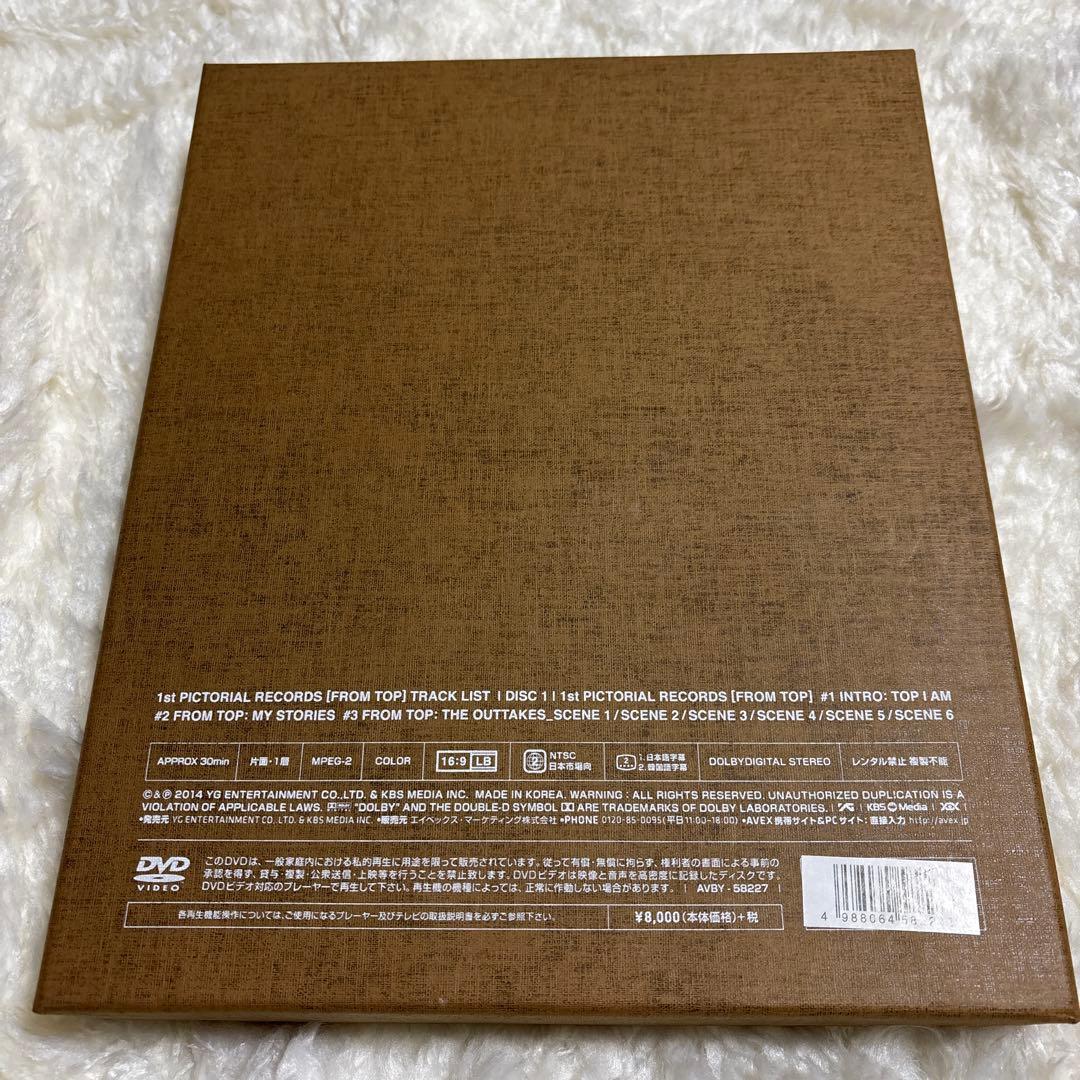 1st PICTORIAL RECORDS [FROM TOP] TRACK LIST | DISC 1 | 1st PICTORIAL RECORDS [FROM TOP] #1 INTRO: TOP I AM
#2 FROM TOP: MY STORIES #3 FROM TOP: THE OUTTAKES_SCENE 1 / SCENE 2 / SCENE 3 / SCENE 4 / SCENE 5 / SCENE 6
APPROX 30min 片面・1層 MPEG-2 COLOR 16:9 LB 2 NTSC 日本市場向 2 1. 日本語字幕 2. 韓国語字幕 DOLBYDIGITAL STEREO レンタル禁止 複製不能
©&℗ 2014 YG ENTERTAINMENT CO.,LTD. & KBS MEDIA INC. MADE IN KOREA. WARNING : ALL RIGHTS RESERVED. UNAUTHORIZED DUPLICATION IS A
VIOLATION OF APPLICABLE LAWS. "DOLBY" AND THE DOUBLE-D SYMBOL ARE TRADEMARKS OF DOLBY LABORATORIES. | YG | KBS Media |
•発売元 YG ENTERTAINMENT CO. LTD. & KBS MEDIA INC. •販売元 エイベックス・マーケティング株式会社 •PHONE 0120-85-0095(平日11:00-18:00) •AVEX 携帯サイト&PCサイト: 直接入力 http://avex.jp
DVD VIDEO
このDVDは、一般家庭内における私的再生に用途を限って販売されています。従って有償・無償に拘らず、権利者の書面による事前の
承認を得ず、貸与・複製・公衆送信・上映等を行うことを禁止致します。DVDビデオは映像と音声を高密度に記録したディスクです。
DVDビデオ対応のプレーヤーで再生して下さい。再生機の機種によっては、正常に作動しない場合があります。 | AVBY-58227 |
各再生機能操作については、ご使用になるプレーヤー及びテレビの取扱説明書を必ずご参照下さい。 ¥8,000(本体価格)+税
4 988064 58